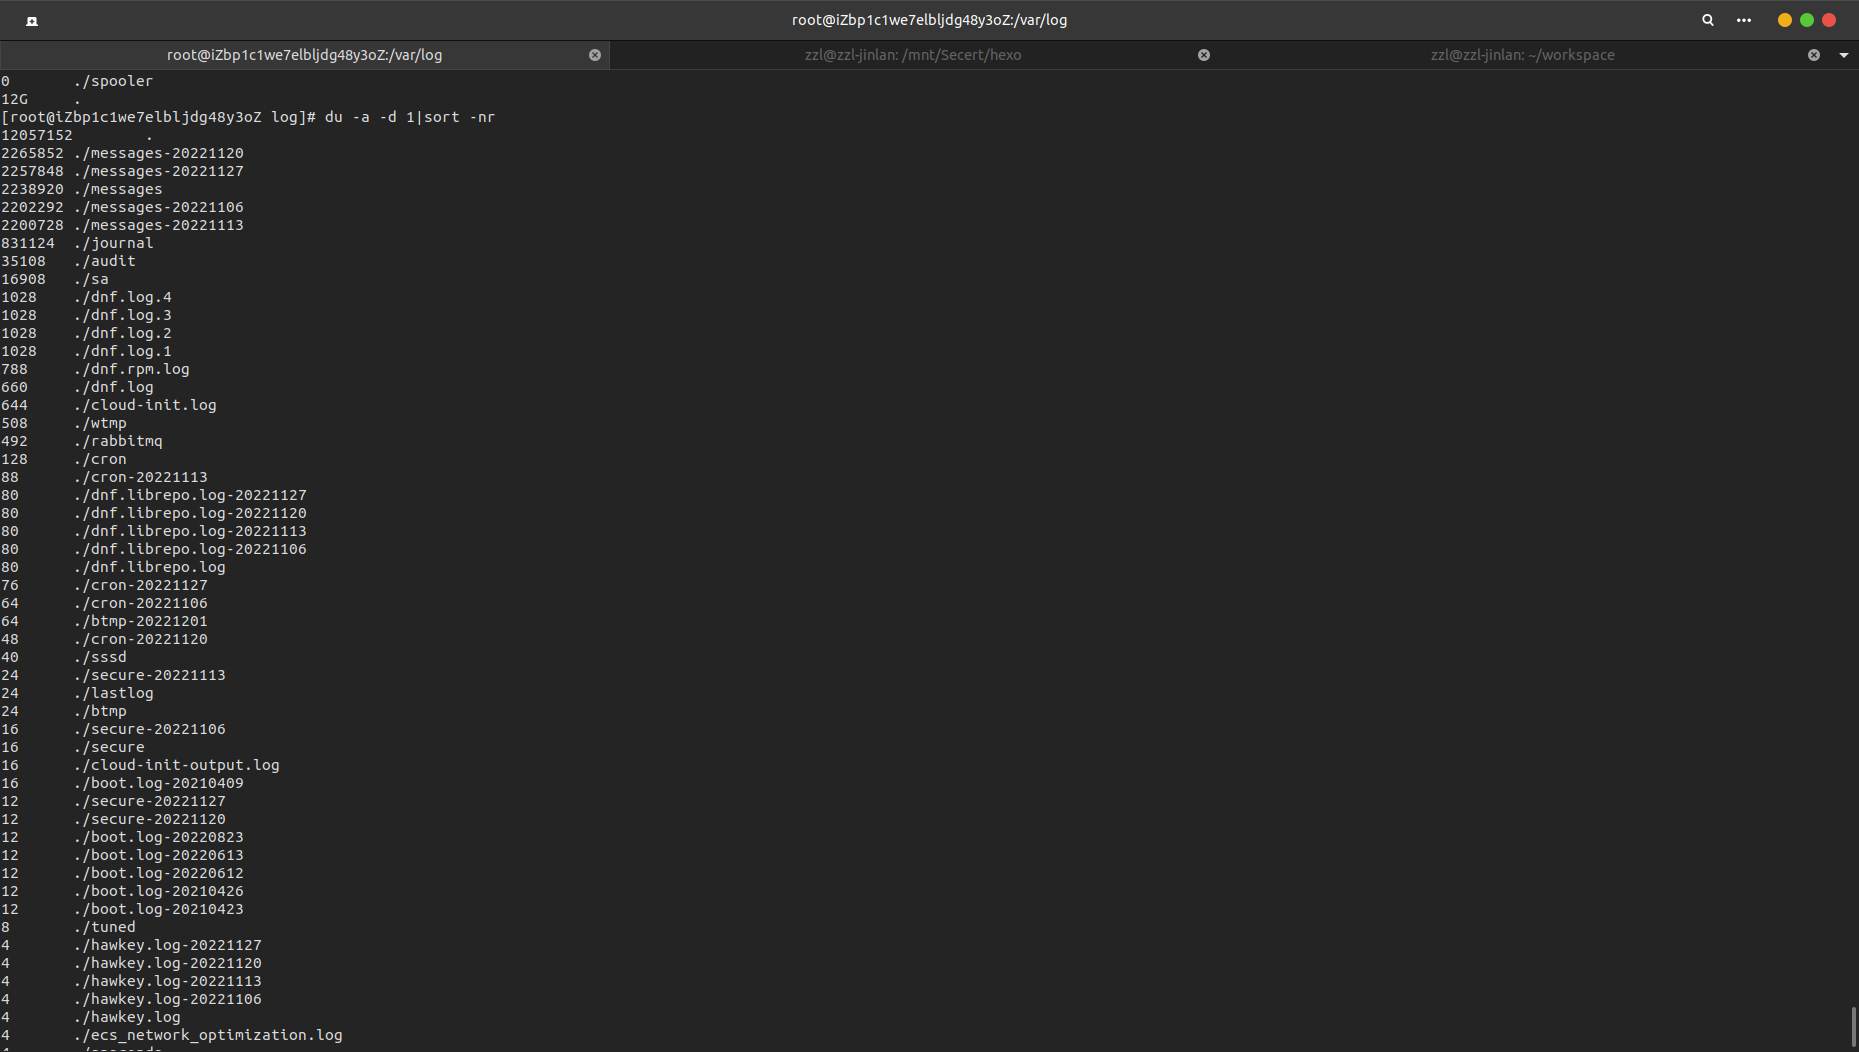 root@iZbp1c1we7elbljdg48y3oZ:/var/log
root@iZbp1c1we7elbljdg48y3oZ:/var/log
zzl@zzl-jinlan: /mnt/Secert/hexo
zzl@zzl-jinlan: ~/workspace
0 ./spooler
12G .
[root@iZbp1c1we7elbljdg48y3oZ log]# du -a -d 1|sort -nr
12057152 .
2265852 ./messages-20221120
2257848 ./messages-20221127
2238920 ./messages
2202292 ./messages-20221106
2200728 ./messages-20221113
831124 ./journal
35108 ./audit
16908 ./sa
1028 ./dnf.log.4
1028 ./dnf.log.3
1028 ./dnf.log.2
1028 ./dnf.log.1
788 ./dnf.rpm.log
660 ./dnf.log
644 ./cloud-init.log
508 ./wtmp
492 ./rabbitmq
128 ./cron
88 ./cron-20221113
80 ./dnf.librepo.log-20221127
80 ./dnf.librepo.log-20221120
80 ./dnf.librepo.log-20221113
80 ./dnf.librepo.log-20221106
80 ./dnf.librepo.log
76 ./cron-20221127
64 ./cron-20221106
64 ./btmp-20221201
48 ./cron-20221120
40 ./sssd
24 ./secure-20221113
24 ./lastlog
24 ./btmp
16 ./secure-20221106
16 ./secure
16 ./cloud-init-output.log
16 ./boot.log-20210409
12 ./secure-20221127
12 ./secure-20221120
12 ./boot.log-20220823
12 ./boot.log-20220613
12 ./boot.log-20220612
12 ./boot.log-20210426
12 ./boot.log-20210423
8 ./tuned
4 ./hawkey.log-20221127
4 ./hawkey.log-20221120
4 ./hawkey.log-20221113
4 ./hawkey.log-20221106
4 ./hawkey.log
4 ./ecs_network_optimization.log